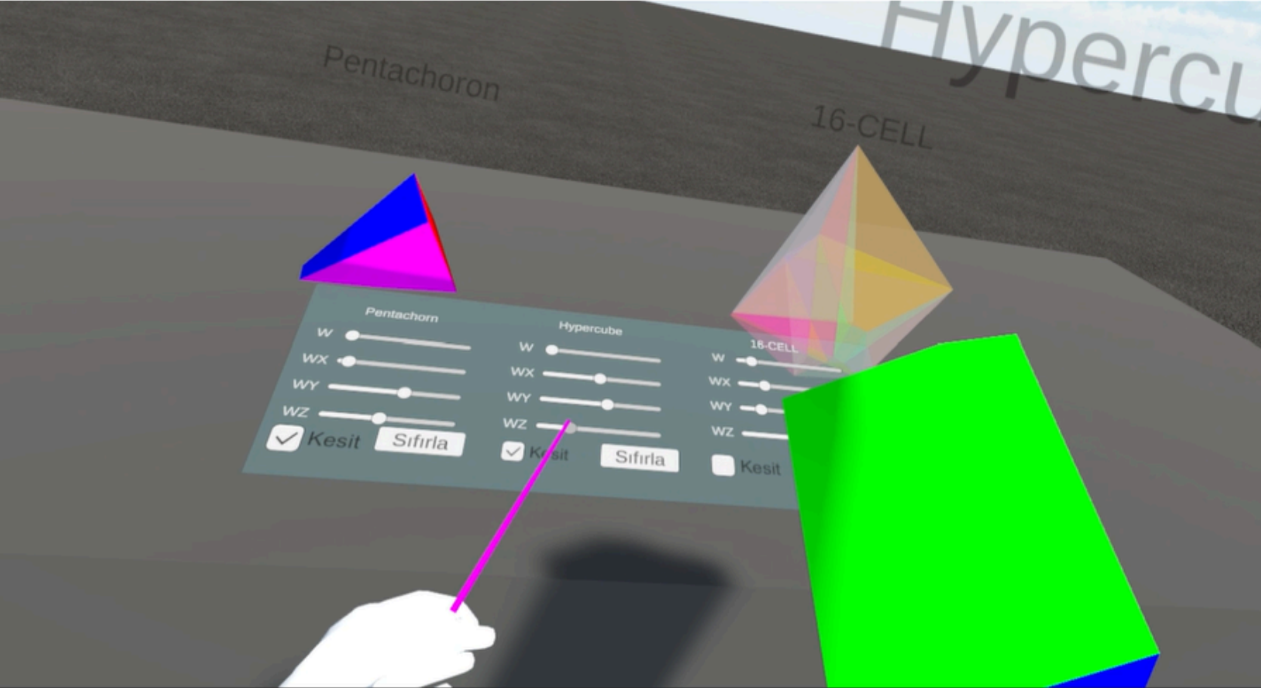 Hypercu
Pentachoron
16-CELL
Pentachorn
W
WX
WY
WZ
Kesit
Sıfırla
Hypercube
W
WX
WY
WZ
Kesit
Sıfırla
16-CELL
W
WX
WY
WZ
Kesit